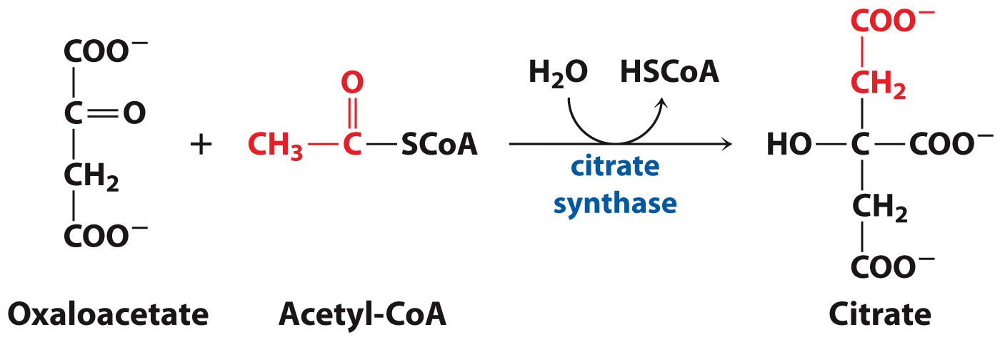 COO⁻
C=O
CH₂
COO⁻
Oxaloacetate
+
O
CH₃—C—SCoA
Acetyl-CoA
H₂O HSCoA
citrate
synthase
COO⁻
CH₂
HO—C—COO⁻
CH₂
COO⁻
Citrate